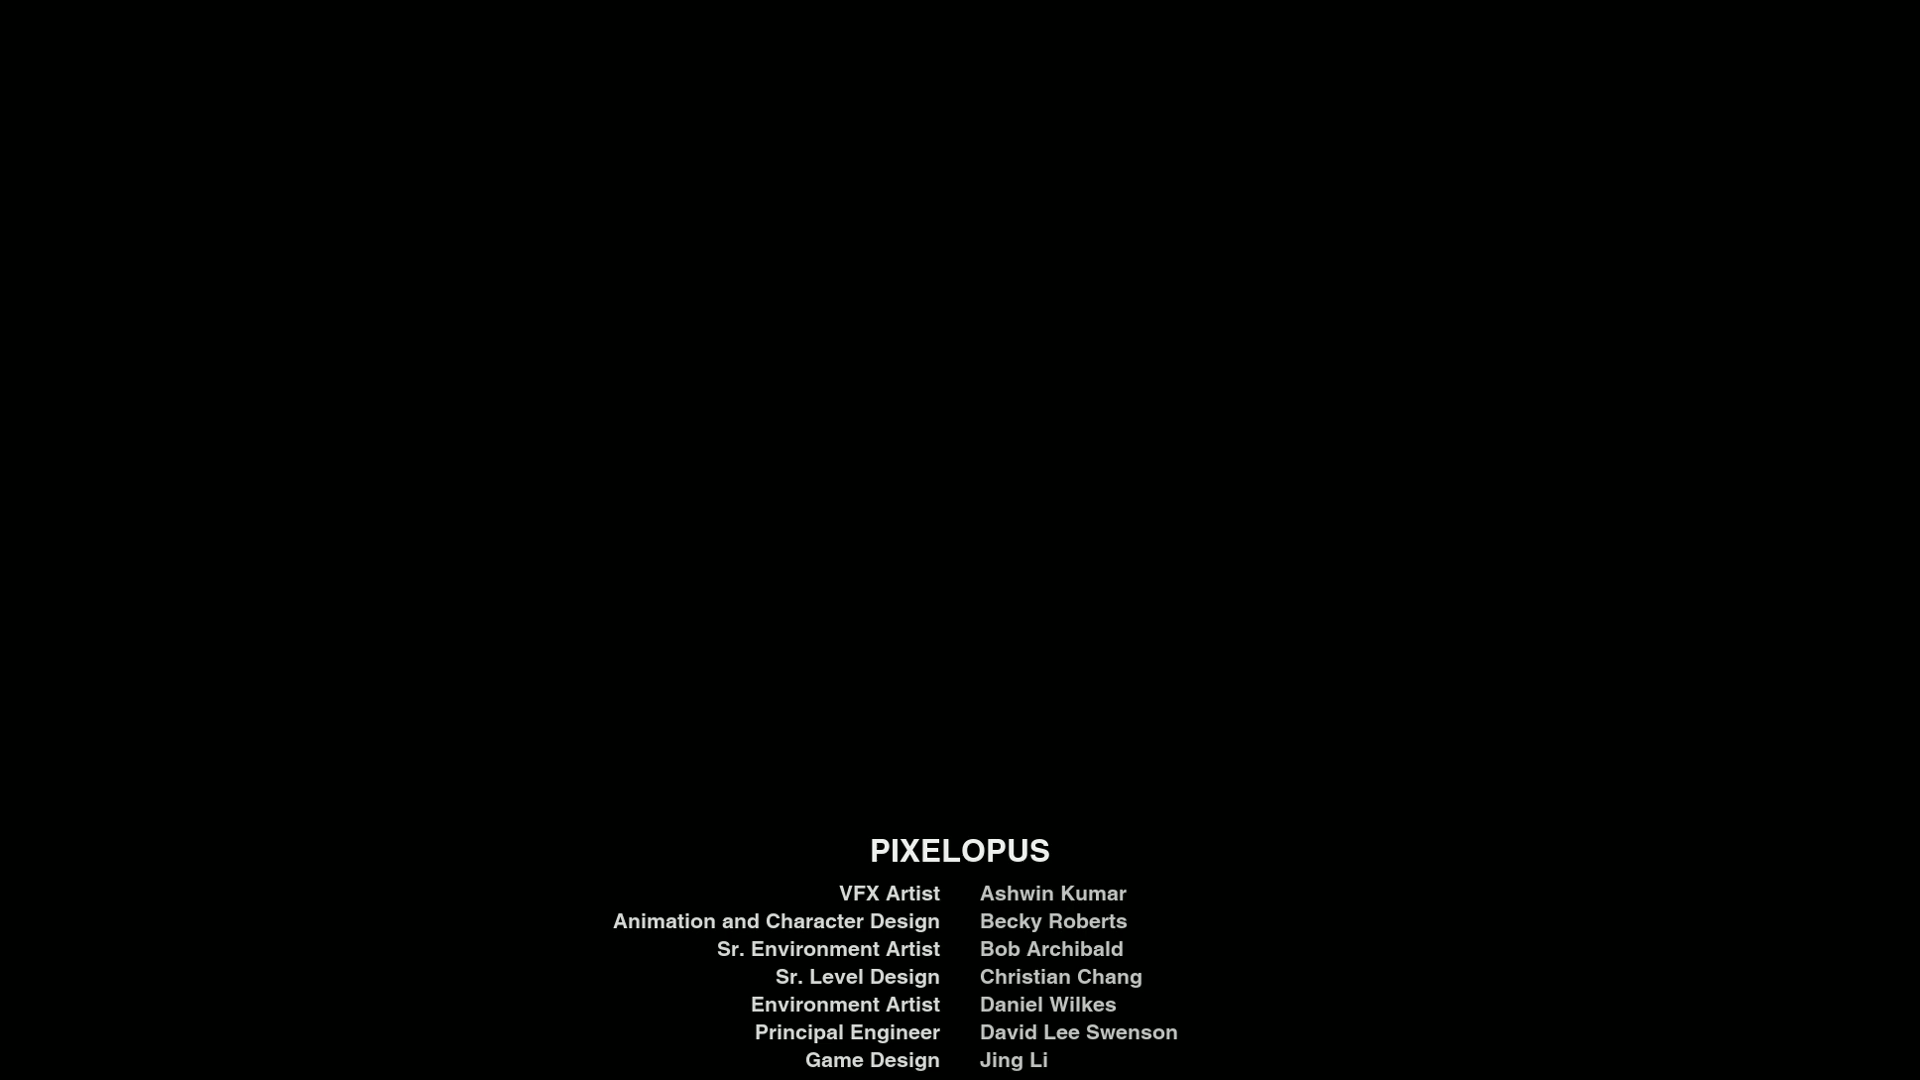 PIXELOPUS
VFX Artist Ashwin Kumar
Animation and Character Design Becky Roberts
Sr. Environment Artist Bob Archibald
Sr. Level Design Christian Chang
Environment Artist Daniel Wilkes
Principal Engineer David Lee Swenson
Game Design Jing Li